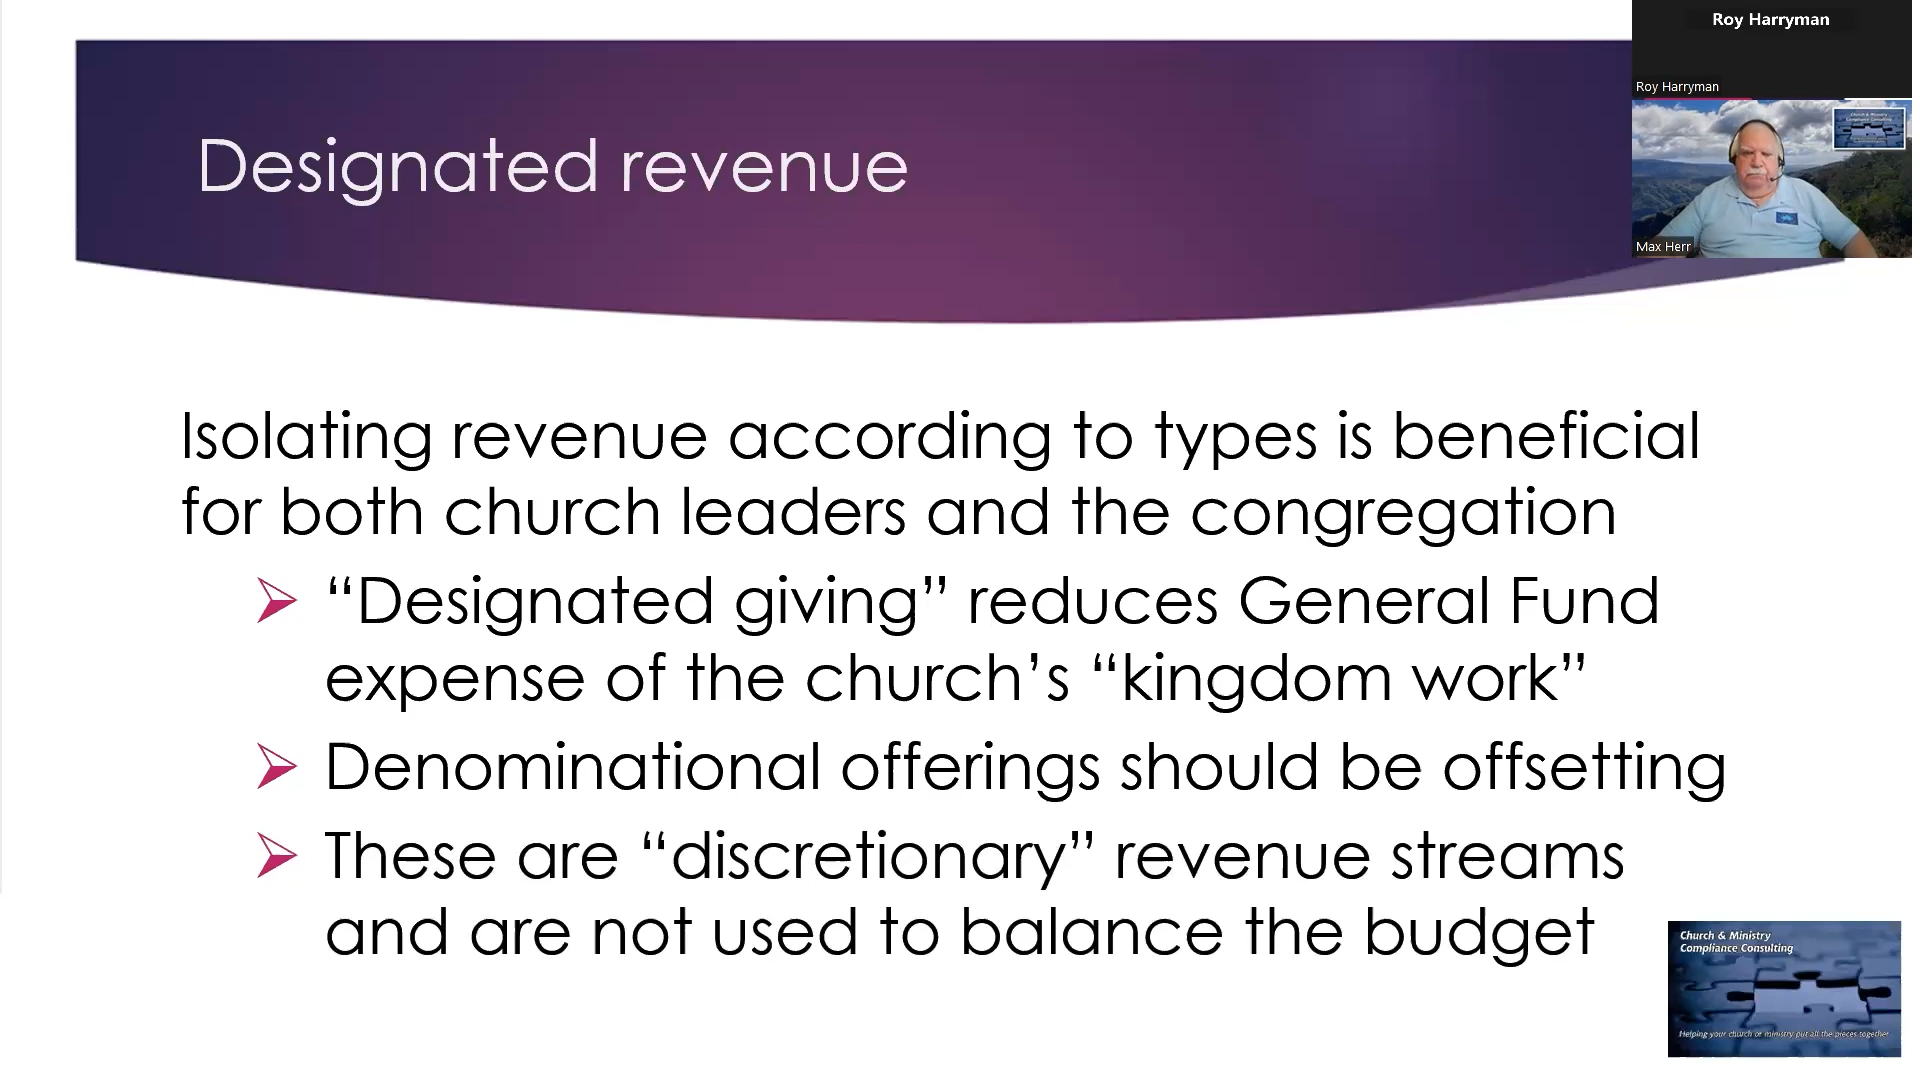 Roy Harryman
Roy Harryman
Max Herr
Designated revenue
Isolating revenue according to types is beneficial
for both church leaders and the congregation
“Designated giving” reduces General Fund
expense of the church’s “kingdom work”
Denominational offerings should be offsetting
These are “discretionary” revenue streams
and are not used to balance the budget
Church & Ministry
Compliance Consulting
Helping your church or ministry put all the pieces together